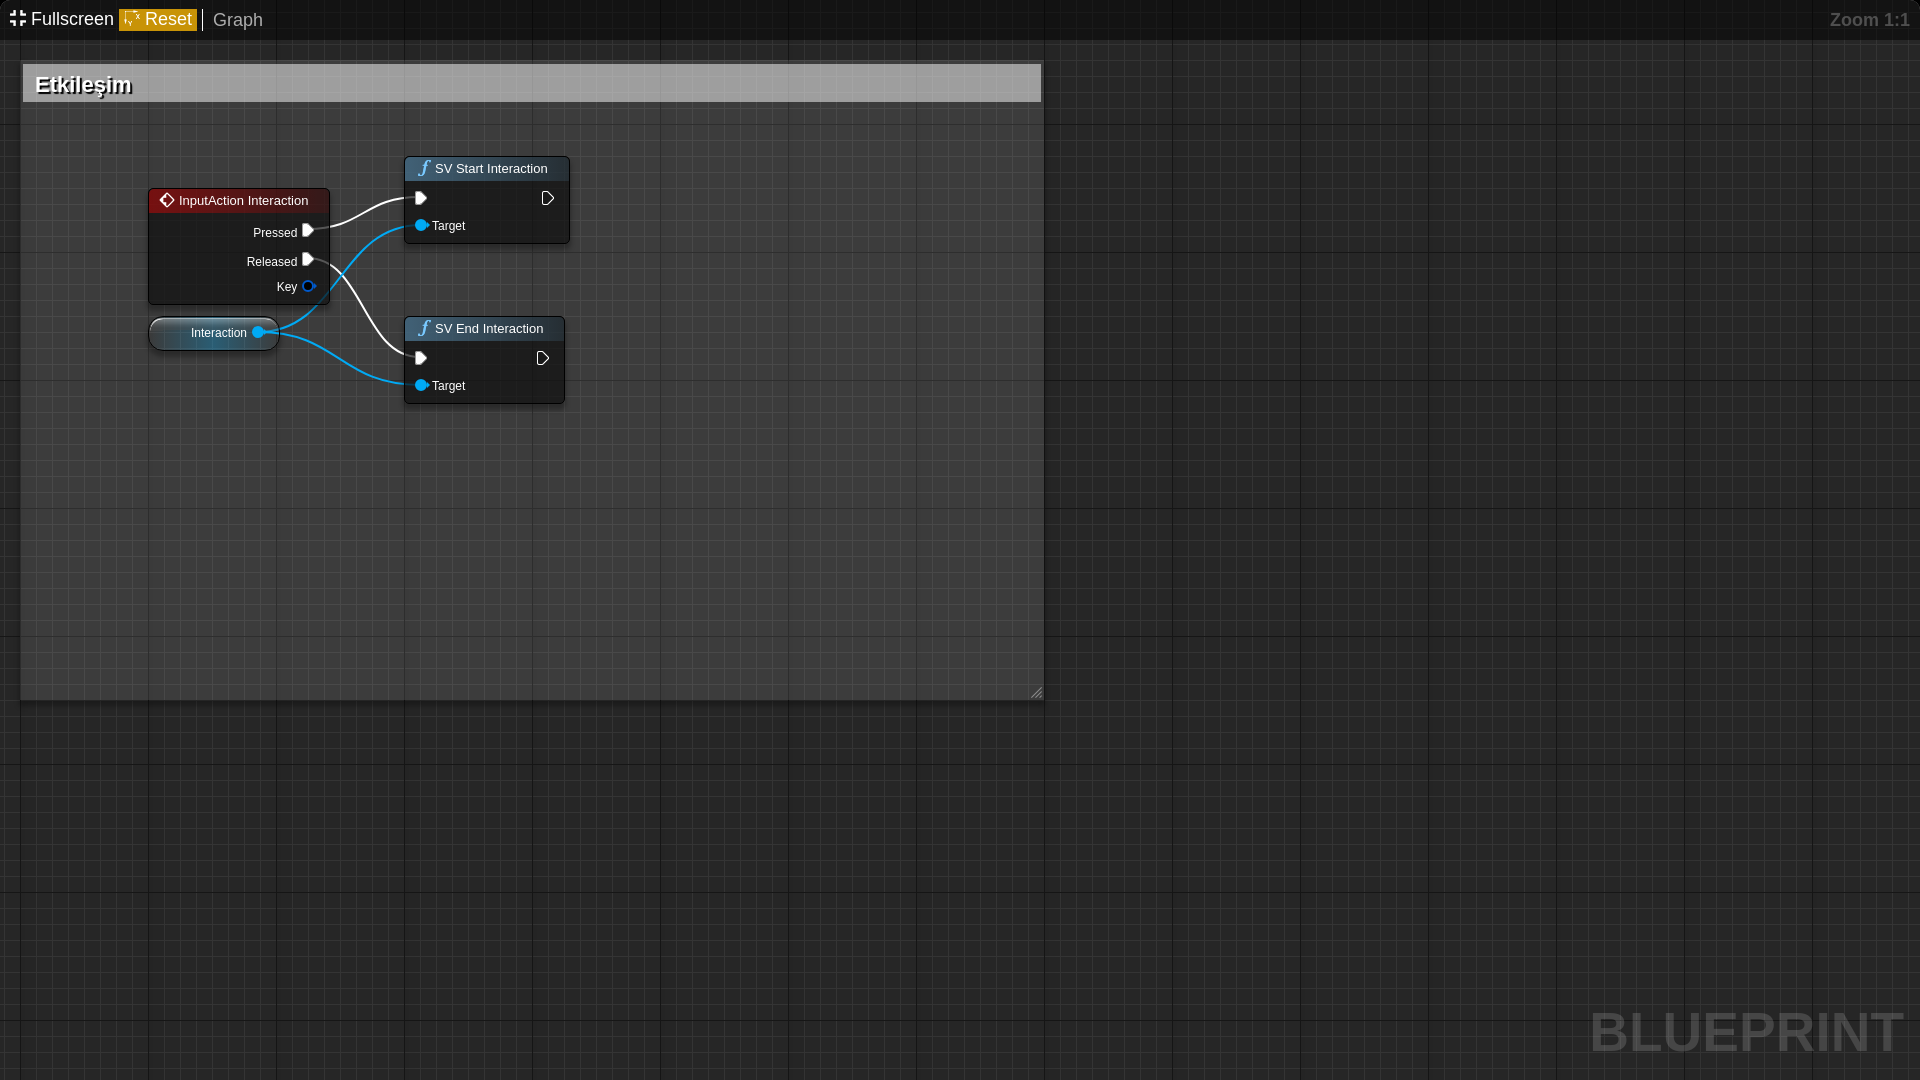 Fullscreen Reset Graph Zoom 1:1
Etkileşim
SV Start Interaction
Target
InputAction Interaction
Pressed
Released
Key
Interaction
SV End Interaction
Target
BLUEPRINT